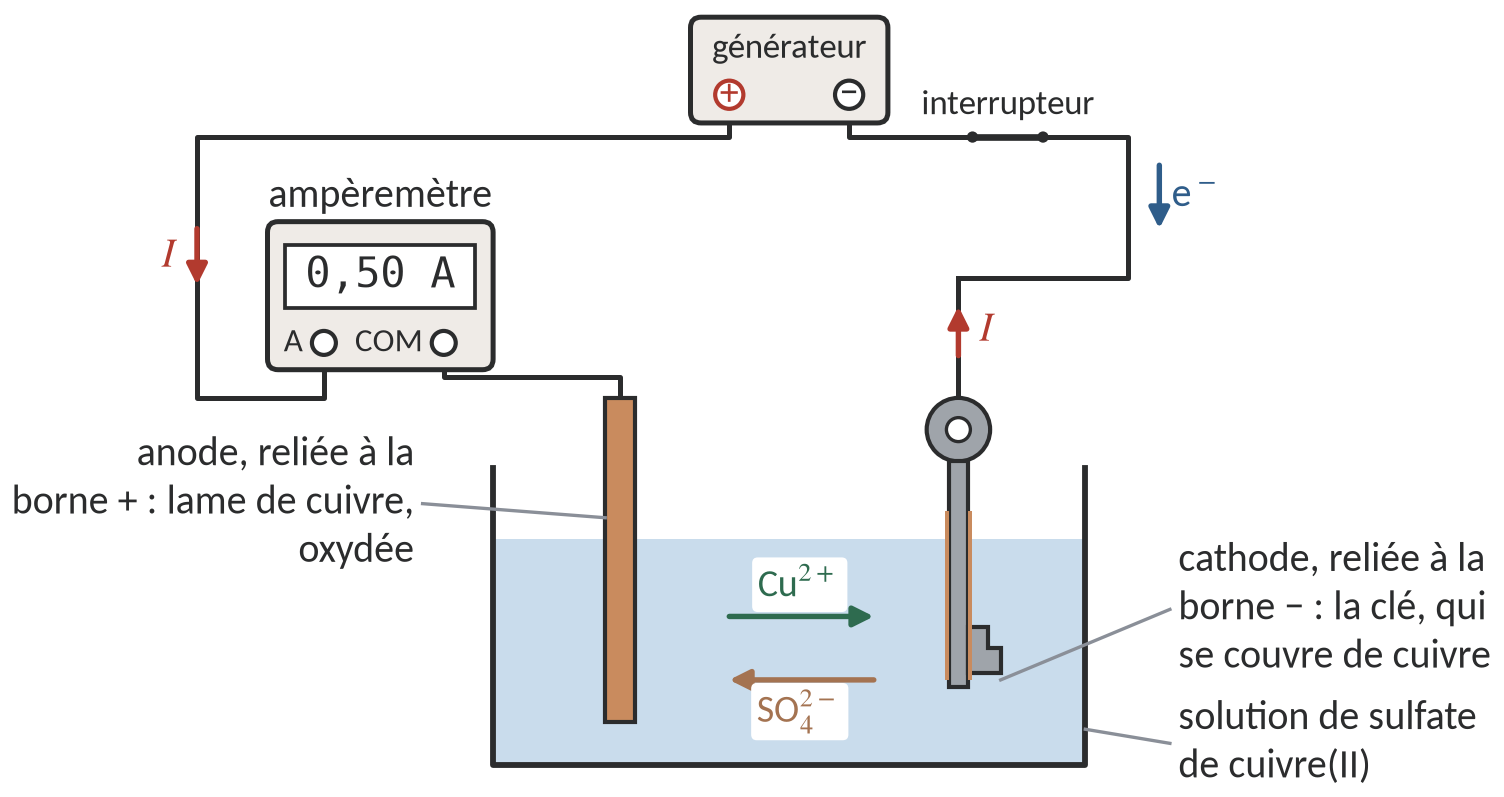 générateur
+ −
interrupteur
e⁻
ampèremètre
I
0,50 A
A COM
I
anode, reliée à la
borne + : lame de cuivre,
oxydée
Cu²⁺
SO₄²⁻
cathode, reliée à la
borne − : la clé, qui
se couvre de cuivre
solution de sulfate
de cuivre(II)